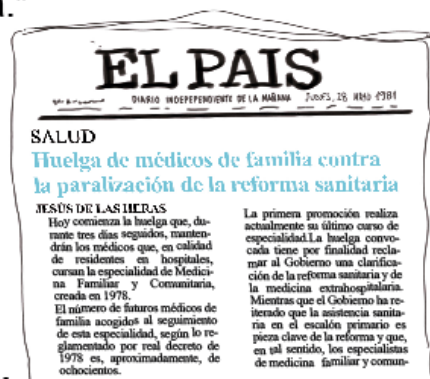 EL PAIS
DIARIO INDEPEPENDIENTE DE LA MAÑANA JUEVES, 28 MAYO 1981
SALUD
Huelga de médicos de familia contra
la paralización de la reforma sanitaria
JESÚS DE LAS HERAS
Hoy comienza la huelga que, du-
rante tres días seguidos, manten-
drán los médicos que, en calidad
de residentes en hospitales,
cursan la especialidad de Medici-
na Familiar y Comunitaria,
creada en 1978.
El número de futuros médicos de
familia acogidos al seguimiento
de esta especialidad, según lo re-
glamentado por real decreto de
1978 es, aproximadamente, de
ochocientos.
La primera promoción realiza
actualmente su último curso de
especialidad.La huelga convo-
cada tiene por finalidad recla-
mar al Gobierno una clarifica-
ción de la reforma sanitaria y de
la medicina extrahospitalaria.
Mientras que el Gobierno ha re-
iterado que la asistencia sanita-
ria en el escalón primario es
pieza clave de la reforma y que,
en tal sentido, los especialistas
de medicina familiar y comun-